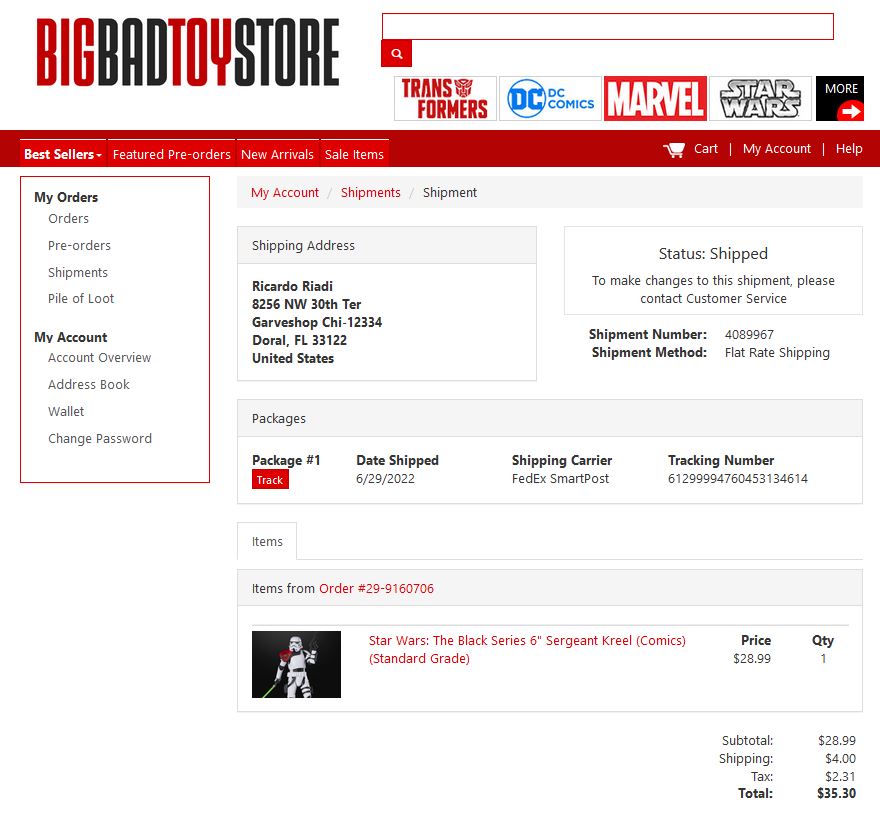 BIGBADTOYSTORE
TRANSFORMERS
DC
DC COMICS
MARVEL
STAR WARS
MORE
Best Sellers
Featured Pre-orders
New Arrivals
Sale Items
Cart | My Account | Help
My Orders
Orders
Pre-orders
Shipments
Pile of Loot
My Account
Account Overview
Address Book
Wallet
Change Password
My Account / Shipments / Shipment
Shipping Address
Ricardo Riadi
8256 NW 30th Ter
Garveshop Chi-12334
Doral, FL 33122
United States
Status: Shipped
To make changes to this shipment, please
contact Customer Service
Shipment Number: 4089967
Shipment Method: Flat Rate Shipping
Packages
Package #1 Date Shipped Shipping Carrier Tracking Number
Track 6/29/2022 FedEx SmartPost 61299994760453134614
Items
Items from Order #29-9160706
Star Wars: The Black Series 6" Sergeant Kreel (Comics) Price Qty
(Standard Grade) $28.99 1
Subtotal: $28.99
Shipping: $4.00
Tax: $2.31
Total: $35.30